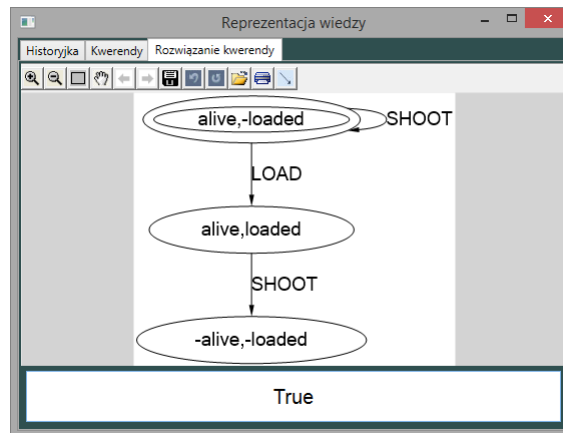 Reprezentacja wiedzy
Historyjka Kwerendy Rozwiązanie kwerendy
alive,-loaded SHOOT
LOAD
alive,loaded
SHOOT
-alive,-loaded
True